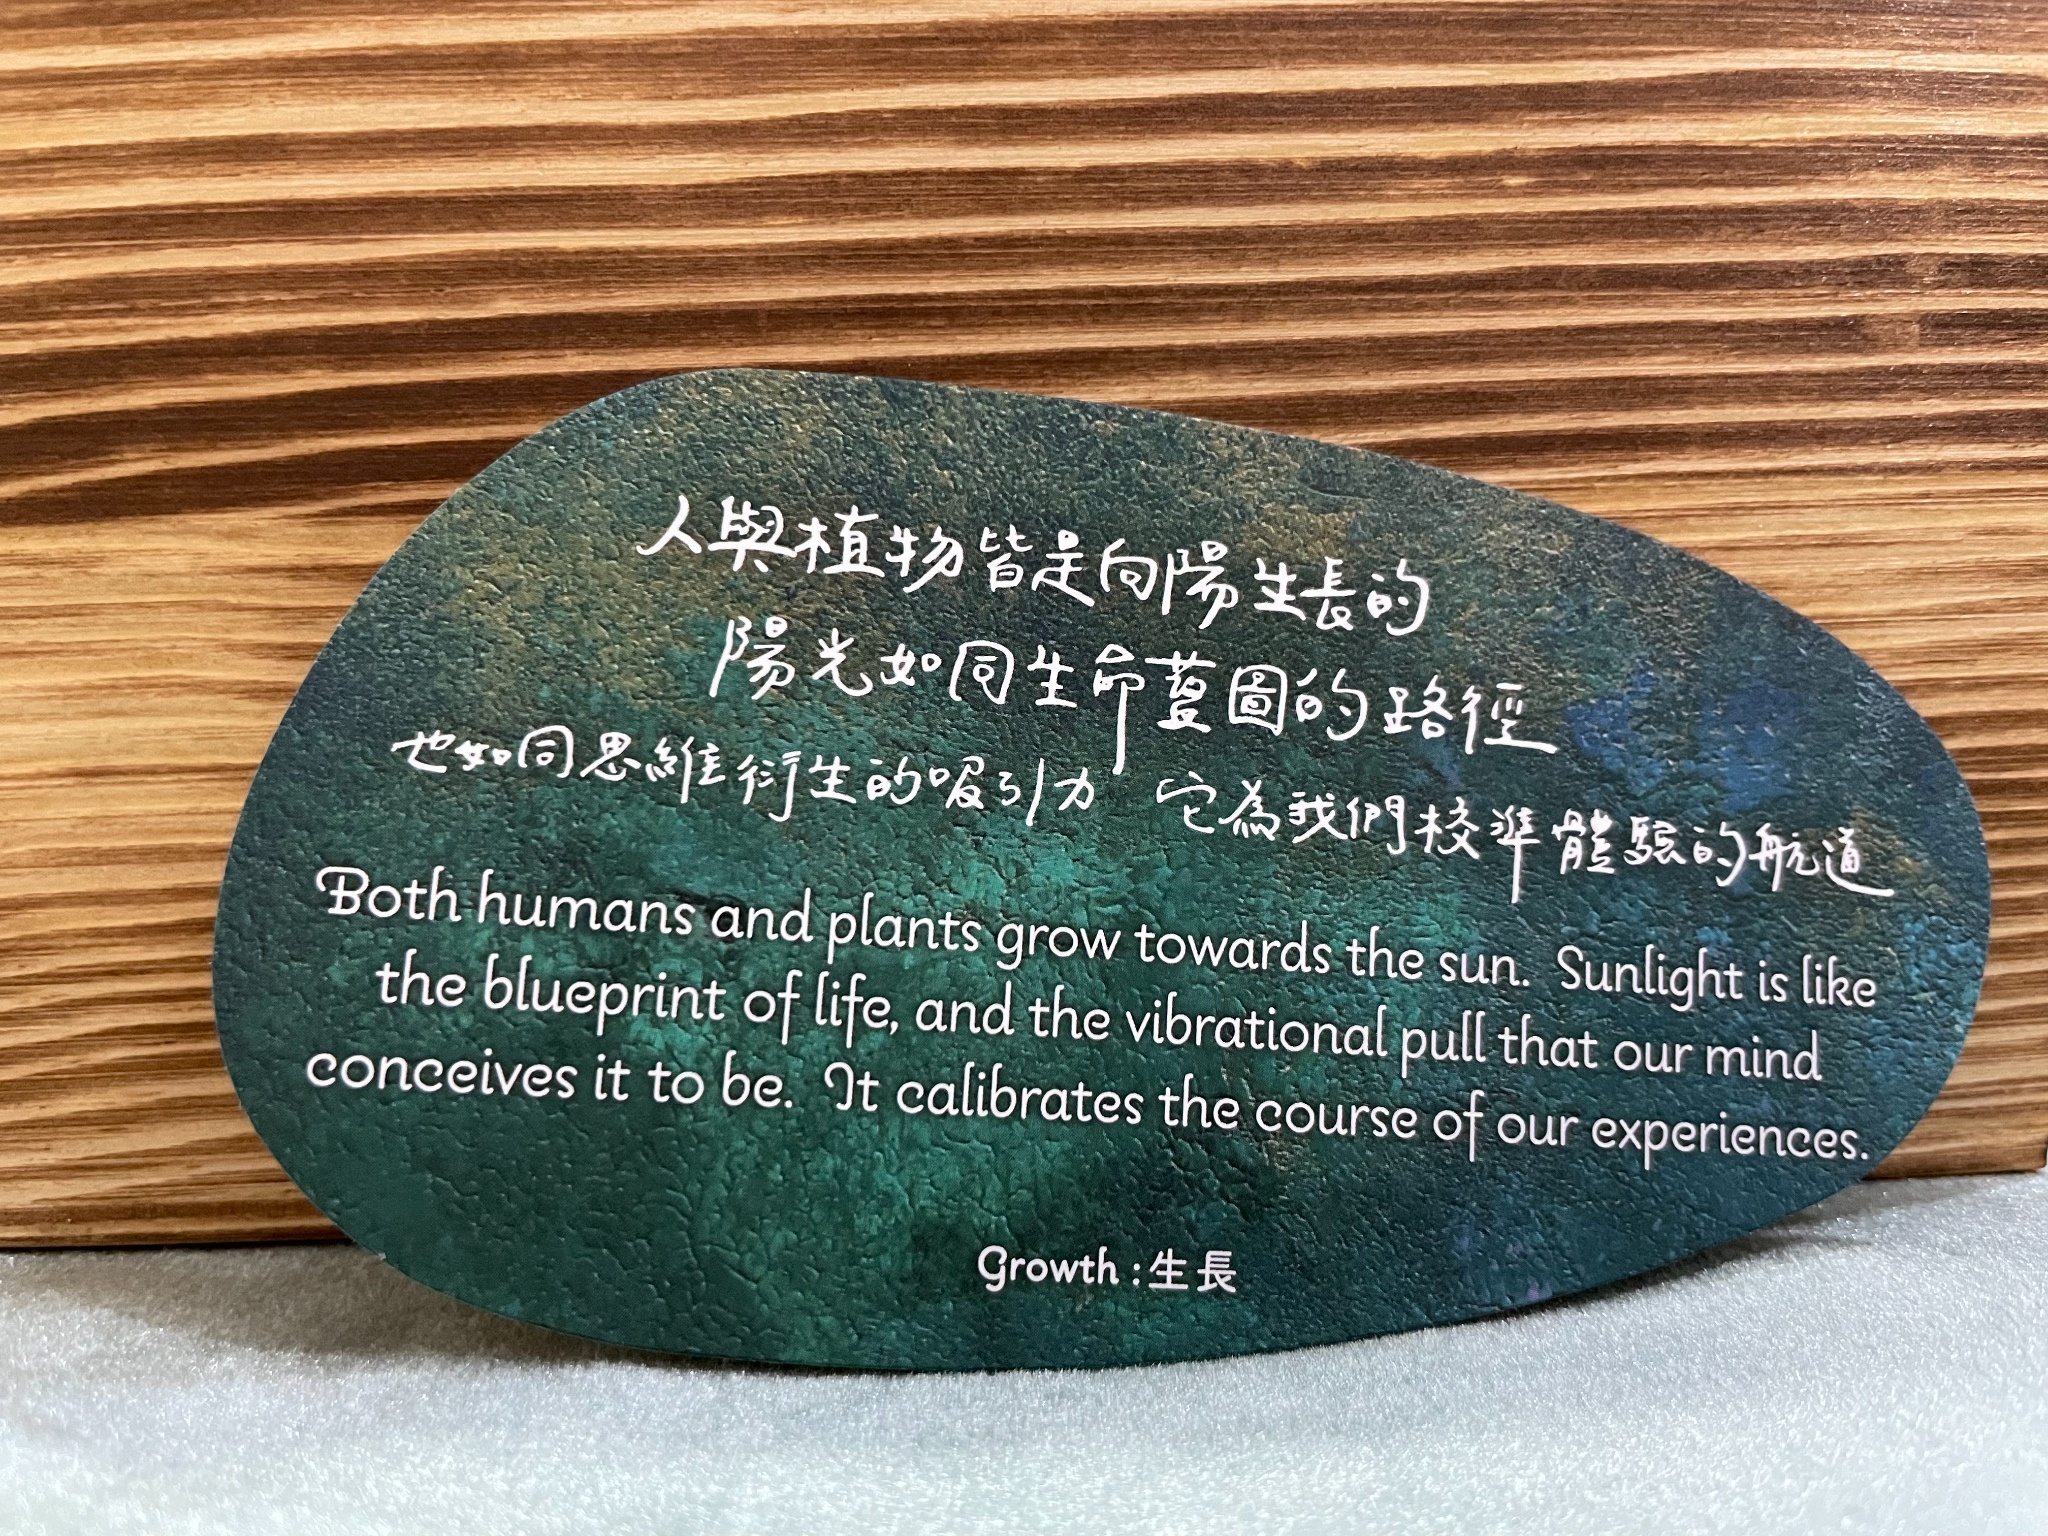 人與植物皆是向陽生長的
陽光如同生命藍圖的路徑
也如同思維衍生的吸引力 它為我們校準體驗的航道
Both humans and plants grow towards the sun. Sunlight is like
the blueprint of life, and the vibrational pull that our mind
conceives it to be. It calibrates the course of our experiences.
Growth : 生長